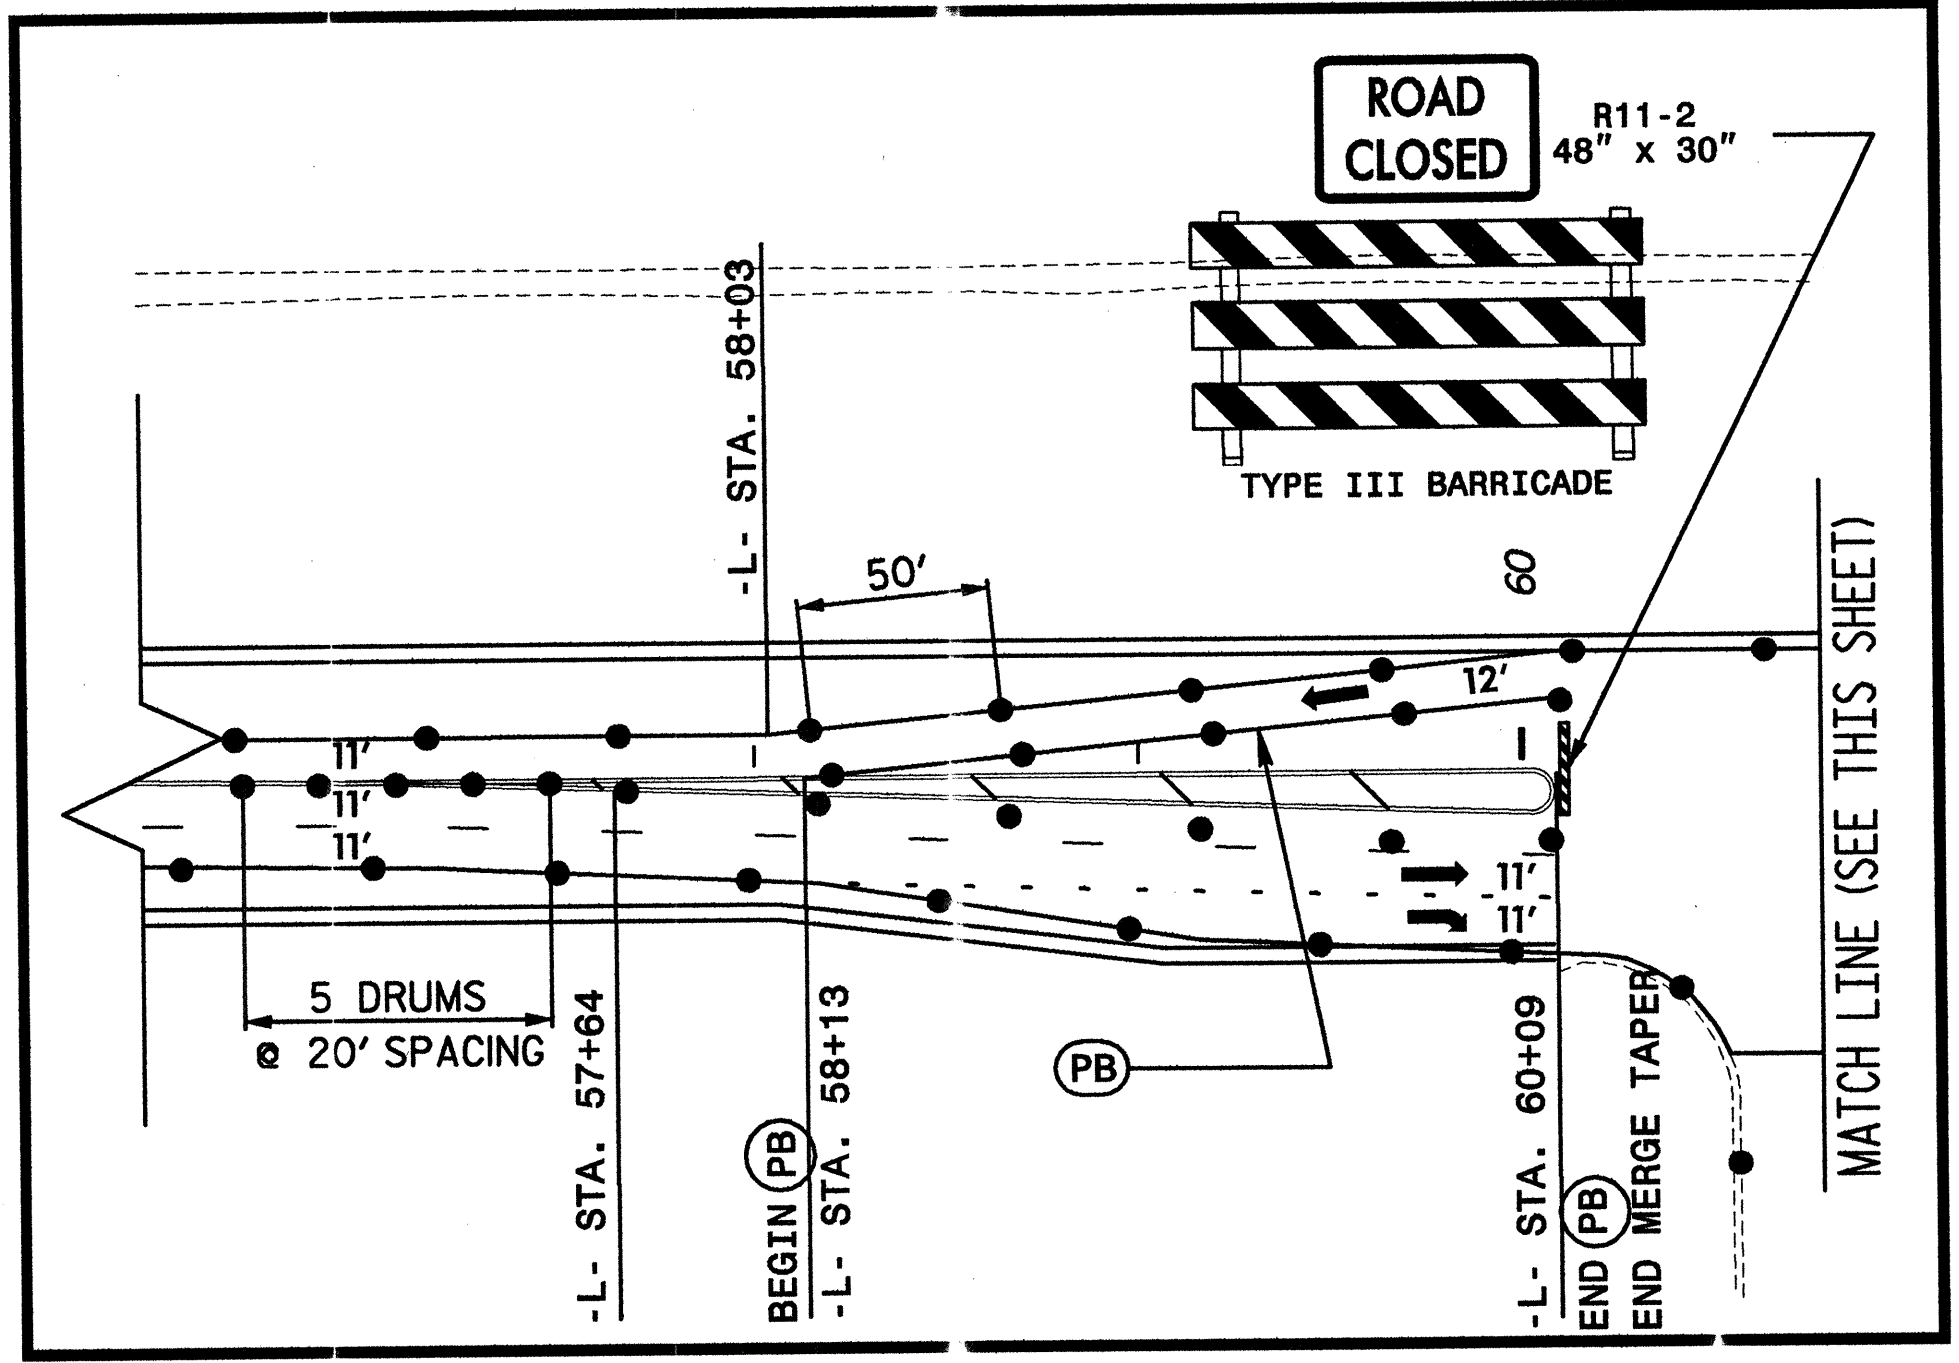 ROAD
CLOSED
R11-2
48" x 30"
TYPE III BARRICADE
-L- STA. 58+03
50'
60
12'
11'
11'
11'
11'
11'
5 DRUMS
@ 20' SPACING
-L- STA. 57+64
BEGIN PB
-L- STA. 58+13
PB
-L- STA. 60+09
END PB
END MERGE TAPER
MATCH LINE (SEE THIS SHEET)